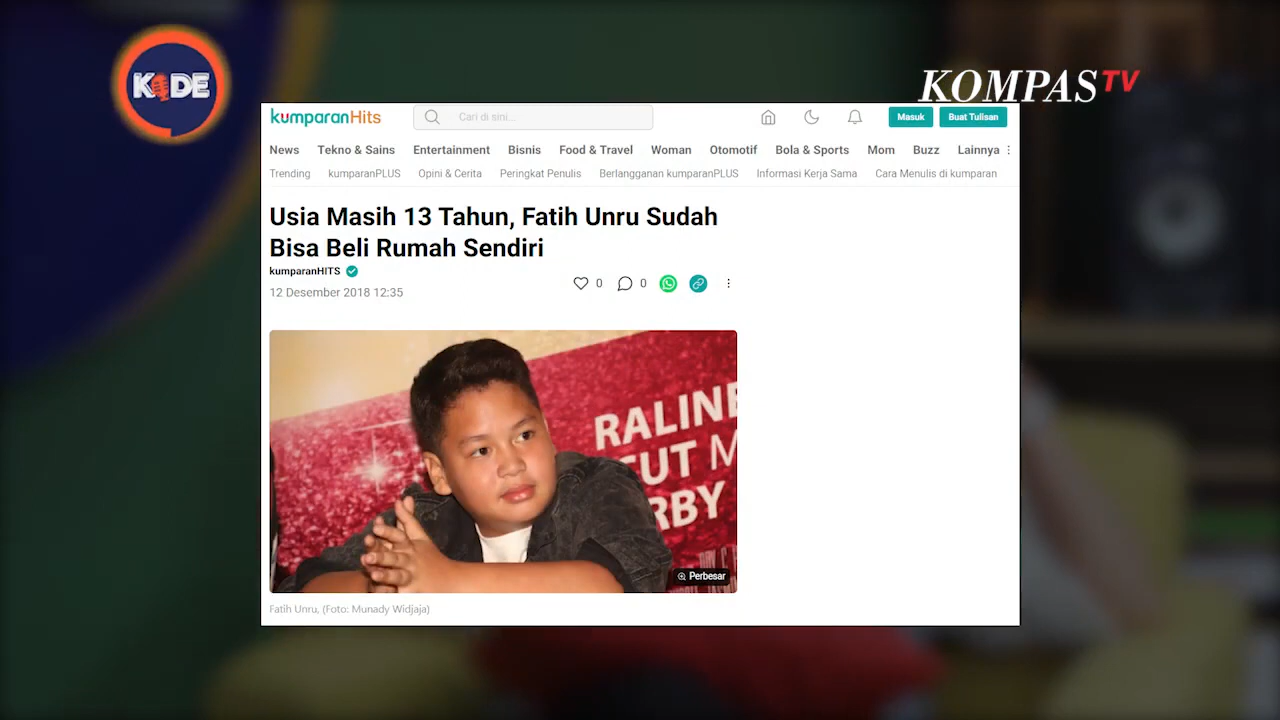 KODE
KOMPAS TV
kumparanHits
Cari di sini...
Masuk
Buat Tulisan
News Tekno & Sains Entertainment Bisnis Food & Travel Woman Otomotif Bola & Sports Mom Buzz Lainnya
Trending kumparanPLUS Opini & Cerita Peringkat Penulis Berlangganan kumparanPLUS Informasi Kerja Sama Cara Menulis di kumparan
Usia Masih 13 Tahun, Fatih Unru Sudah
Bisa Beli Rumah Sendiri
kumparanHITS
12 Desember 2018 12:35
0 0
RALINE
CUT M
RBY
Perbesar
Fatih Unru, (Foto: Munady Widjaja)